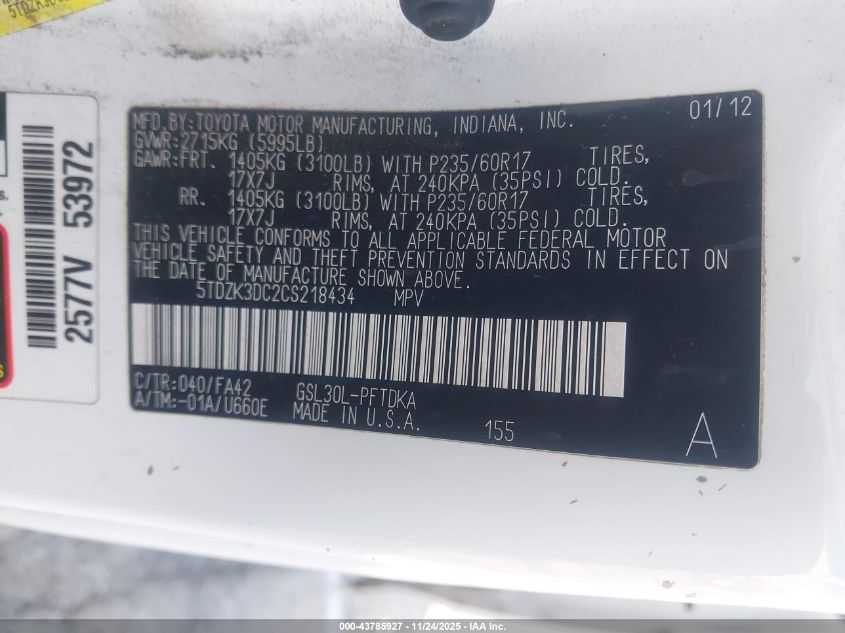 MFD.BY:TOYOTA MOTOR MANUFACTURING, INDIANA, INC. 01/12
GVWR:2715KG (5995LB)
GAWR:FRT. 1405KG (3100LB) WITH P235/60R17 TIRES,
17X7J RIMS, AT 240KPA (35PSI) COLD.
RR. 1405KG (3100LB) WITH P235/60R17 TIRES,
17X7J RIMS, AT 240KPA (35PSI) COLD.
THIS VEHICLE CONFORMS TO ALL APPLICABLE FEDERAL MOTOR
VEHICLE SAFETY AND THEFT PREVENTION STANDARDS IN EFFECT ON
THE DATE OF MANUFACTURE SHOWN ABOVE.
5TDZK3DC2CS218434 MPV
C/TR:040/FA42 GSL30L-PFTDKA
A/TM:-01A/U660E MADE IN U.S.A. 155
A
2577V 53972
000-43785927 - 11/24/2025 - IAA Inc.